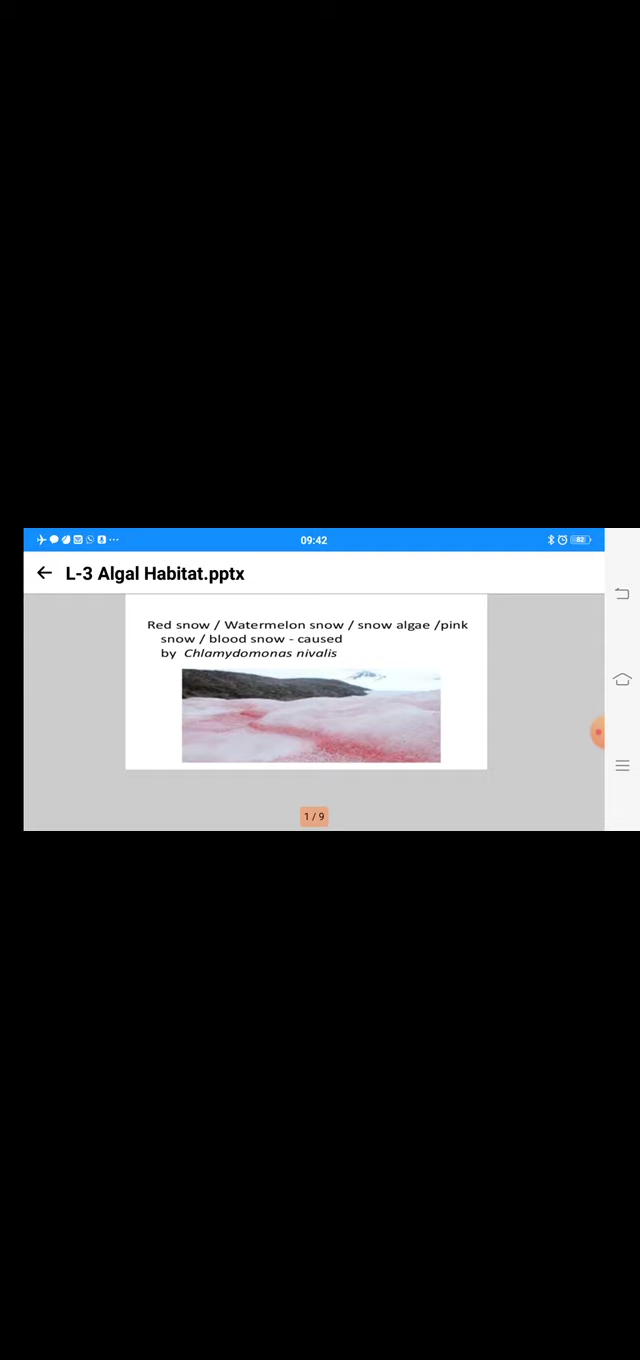 09:42
82
L-3 Algal Habitat.pptx
Red snow / Watermelon snow / snow algae /pink
snow / blood snow - caused
by Chlamydomonas nivalis
1 / 9